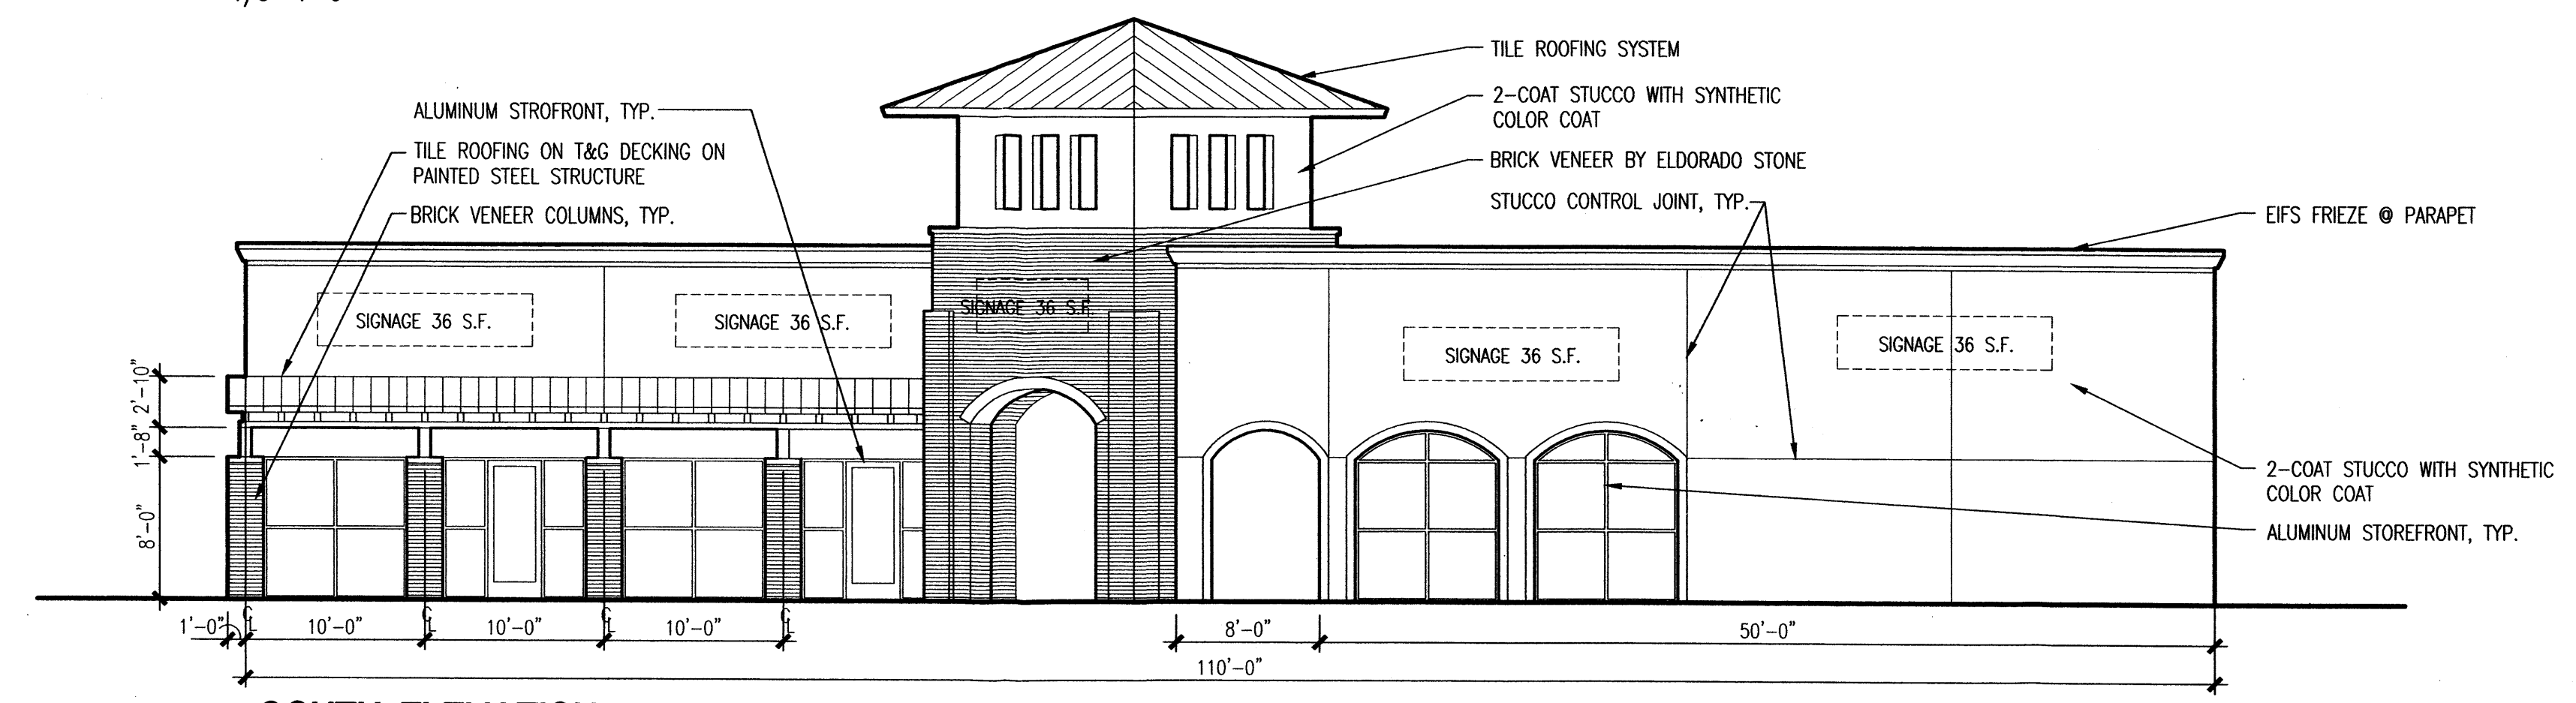 TILE ROOFING SYSTEM
2-COAT STUCCO WITH SYNTHETIC
COLOR COAT
BRICK VENEER BY ELDORADO STONE
STUCCO CONTROL JOINT, TYP.
EIFS FRIEZE @ PARAPET
ALUMINUM STROFRONT, TYP.
TILE ROOFING ON T&G DECKING ON
PAINTED STEEL STRUCTURE
BRICK VENEER COLUMNS, TYP.
SIGNAGE 36 S.F.
SIGNAGE 36 S.F.
SIGNAGE 36 S.F.
SIGNAGE 36 S.F.
SIGNAGE 36 S.F.
2'-10"
1'-8"
8'-0"
2-COAT STUCCO WITH SYNTHETIC
COLOR COAT
ALUMINUM STOREFRONT, TYP.
1'-0"
10'-0"
10'-0"
10'-0"
8'-0"
50'-0"
110'-0"
SOUTH ELEVATION